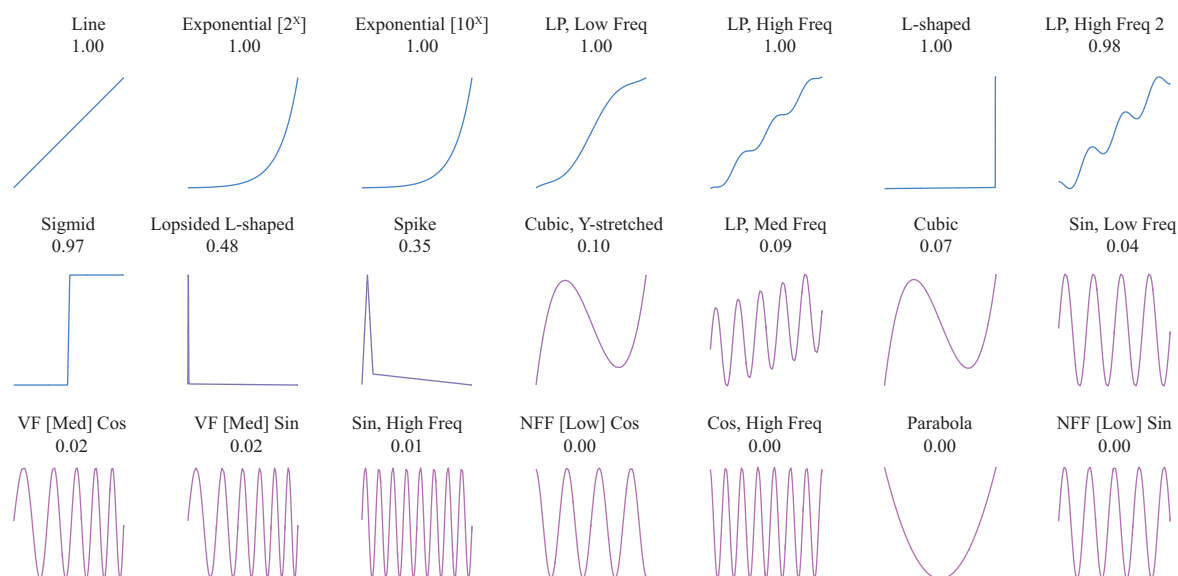 Line
1.00
Exponential [2^X]
1.00
Exponential [10^X]
1.00
LP, Low Freq
1.00
LP, High Freq
1.00
L-shaped
1.00
LP, High Freq 2
0.98
Sigmid
0.97
Lopsided L-shaped
0.48
Spike
0.35
Cubic, Y-stretched
0.10
LP, Med Freq
0.09
Cubic
0.07
Sin, Low Freq
0.04
VF [Med] Cos
0.02
VF [Med] Sin
0.02
Sin, High Freq
0.01
NFF [Low] Cos
0.00
Cos, High Freq
0.00
Parabola
0.00
NFF [Low] Sin
0.00